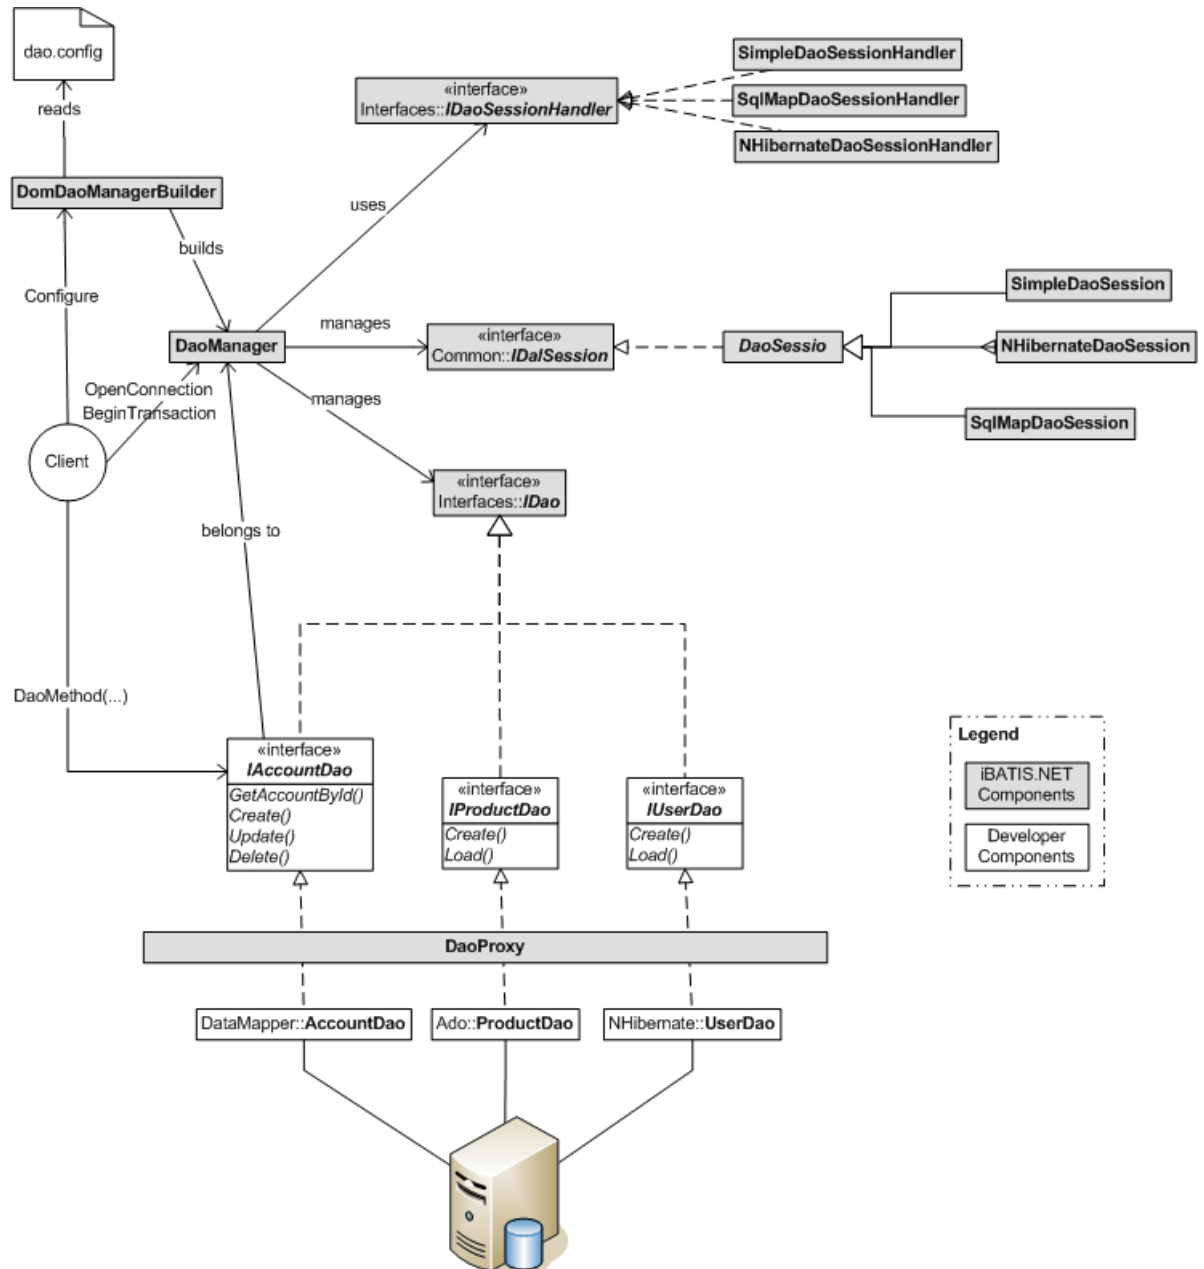 dao.config
reads
DomDaoManagerBuilder
builds
Configure
«interface»
Interfaces::IDaoSessionHandler
SimpleDaoSessionHandler
SqlMapDaoSessionHandler
NHibernateDaoSessionHandler
uses
DaoManager
manages
«interface»
Common::IDalSession
DaoSessio
SimpleDaoSession
NHibernateDaoSession
SqlMapDaoSession
OpenConnection
BeginTransaction
manages
Client
«interface»
Interfaces::IDao
belongs to
DaoMethod(...)
«interface»
IAccountDao
GetAccountById()
Create()
Update()
Delete()
«interface»
IProductDao
Create()
Load()
«interface»
IUserDao
Create()
Load()
Legend
iBATIS.NET
Components
Developer
Components
DaoProxy
DataMapper::AccountDao
Ado::ProductDao
NHibernate::UserDao